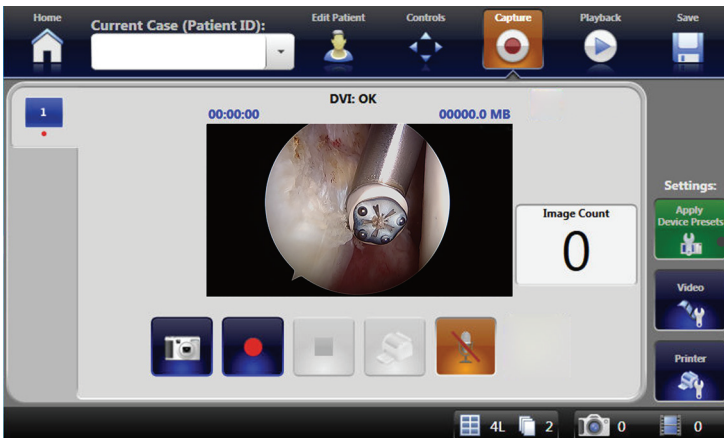 Home
Current Case (Patient ID):
Edit Patient
Controls
Capture
Playback
Save
1
DVI: OK
00:00:00
00000.0 MB
Image Count
0
Settings:
Apply
Device Presets
Video
Printer
4L
2
0
0